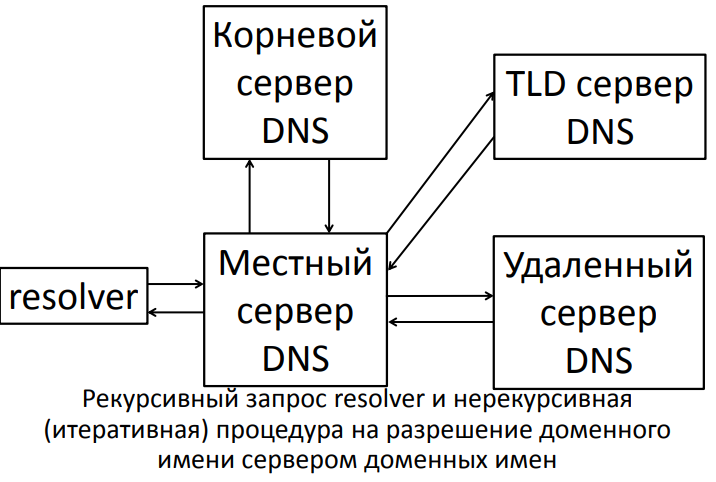 Корневой
сервер
DNS
TLD сервер
DNS
resolver
Местный
сервер
DNS
Удаленный
сервер
DNS
Рекурсивный запрос resolver и нерекурсивная
(итеративная) процедура на разрешение доменного
имени сервером доменных имен